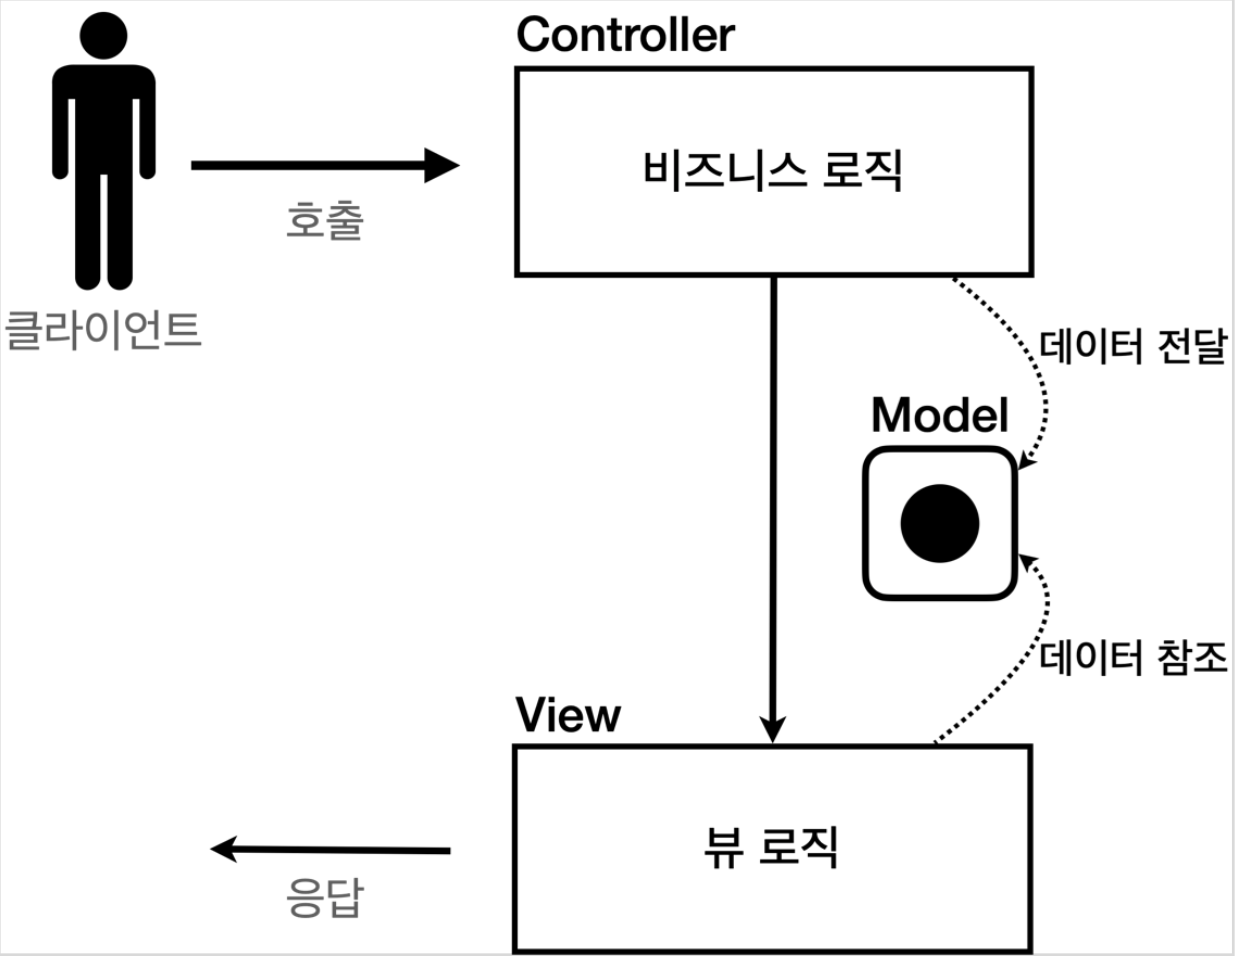 Controller
비즈니스 로직
호출
클라이언트
데이터 전달
Model
데이터 참조
View
뷰 로직
응답